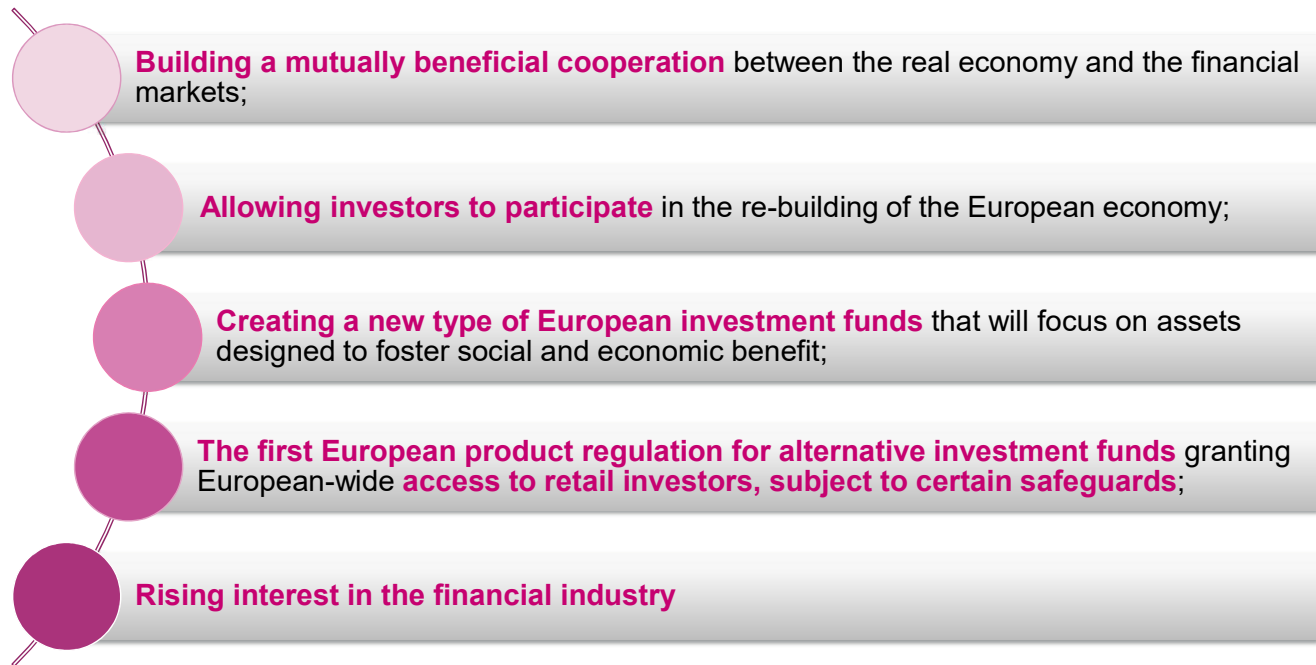 Building a mutually beneficial cooperation between the real economy and the financial
markets;
Allowing investors to participate in the re-building of the European economy;
Creating a new type of European investment funds that will focus on assets
designed to foster social and economic benefit;
The first European product regulation for alternative investment funds granting
European-wide access to retail investors, subject to certain safeguards;
Rising interest in the financial industry